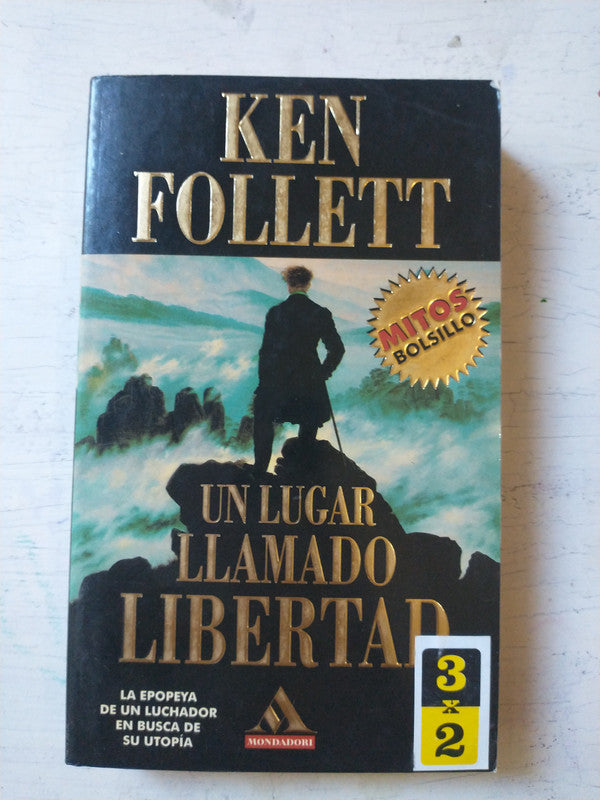 KEN
FOLLETT
MITOS
BOLSILLO
UN LUGAR
LLAMADO
LIBERTAD
LA EPOPEYA
DE UN LUCHADOR
EN BUSCA DE
SU UTOPÍA
MONDADORI
3
x
2